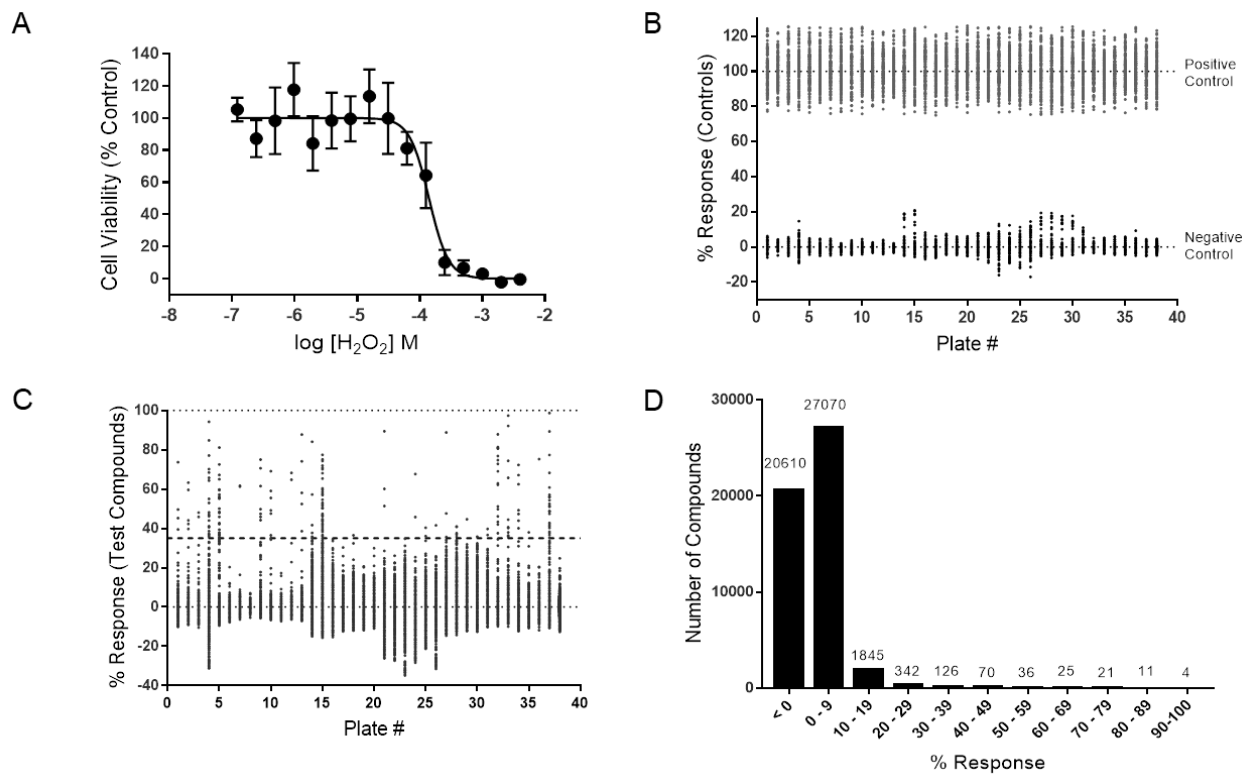 A
Cell Viability (% Control)
140
120
100
80
60
40
20
0
-8
-7
-6
-5
-4
-3
-2
log [H₂O₂] M
B
% Response (Controls)
120
100
80
60
40
20
0
-20
0
5
10
15
20
25
30
35
40
Plate #
Positive
Control
Negative
Control
C
% Response (Test Compounds)
100
80
60
40
20
0
-20
-40
0
5
10
15
20
25
30
35
40
Plate #
D
Number of Compounds
30000
20000
10000
0
20610
27070
1845
342
126
70
36
25
21
11
4
< 0
0 - 9
10 - 19
20 - 29
30 - 39
40 - 49
50 - 59
60 - 69
70 - 79
80 - 89
90-100
% Response